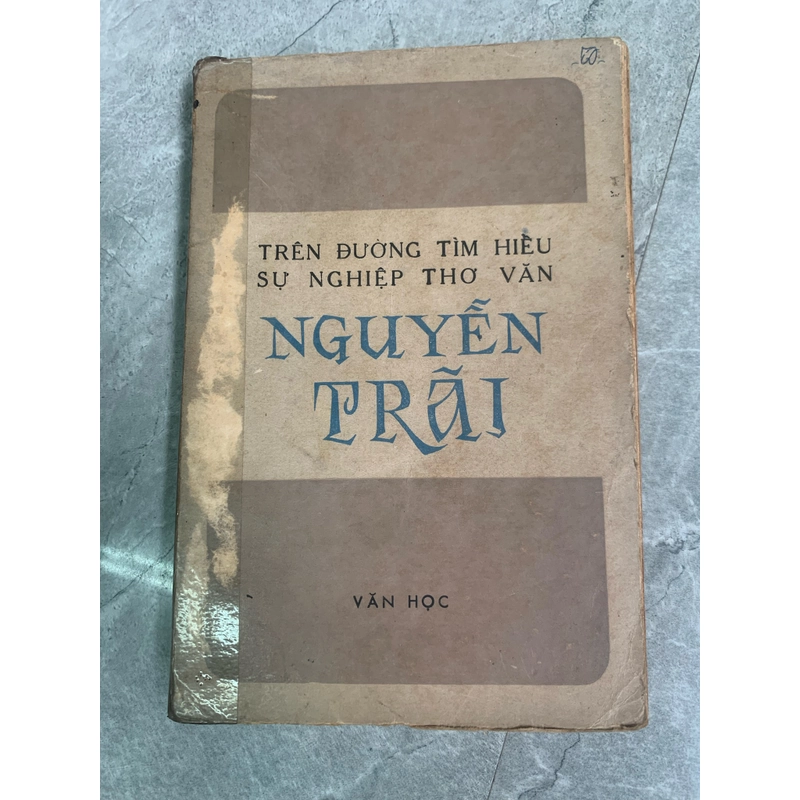 TRÊN ĐƯỜNG TÌM HIỂU
SỰ NGHIỆP THƠ VĂN
NGUYỄN
TRÃI
VĂN HỌC